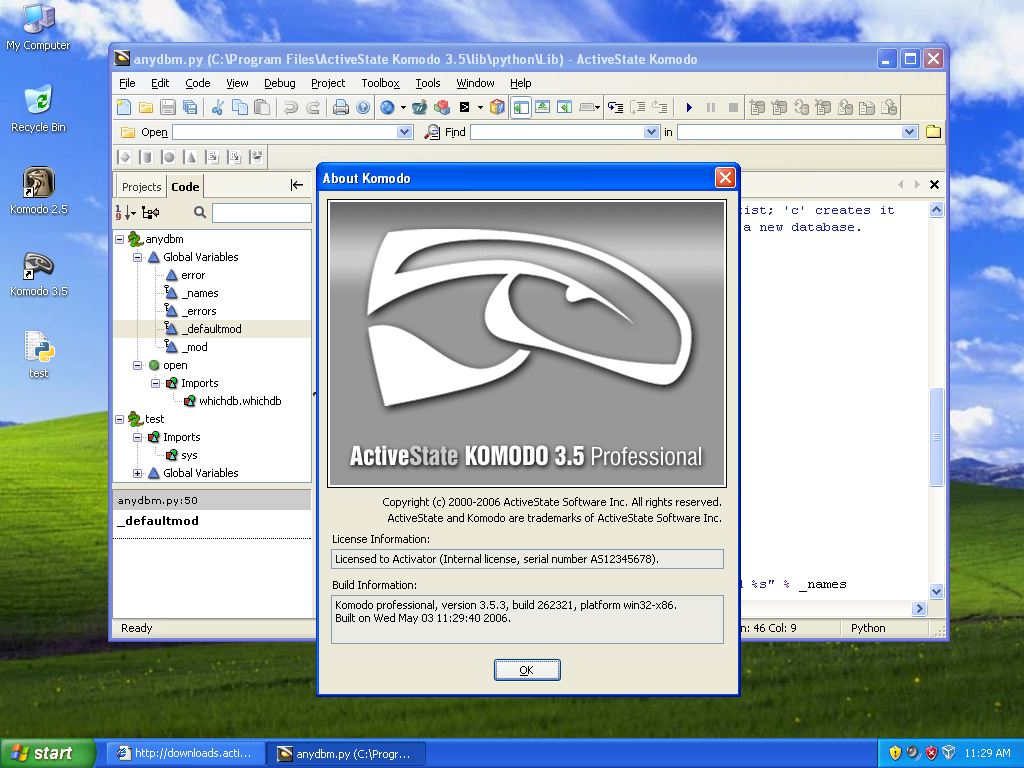 My Computer
Recycle Bin
Komodo 2.5
Komodo 3.5
test
anydbm.py (C:\Program Files\ActiveState Komodo 3.5\lib\python\Lib) - ActiveState Komodo
File Edit Code View Debug Project Toolbox Tools Window Help
Open Find in
Projects Code
anydbm
Global Variables
error
_names
_errors
_defaultmod
_mod
open
Imports
whichdb.whichdb
test
Imports
sys
Global Variables
anydbm.py:50
_defaultmod
Ready
ist; 'c' creates it
a new database.
%s" % _names
n: 46 Col: 9 Python
About Komodo
ActiveState KOMODO 3.5 Professional
Copyright (c) 2000-2006 ActiveState Software Inc. All rights reserved.
ActiveState and Komodo are trademarks of ActiveState Software Inc.
License Information:
Licensed to Activator (Internal license, serial number AS12345678).
Build Information:
Komodo professional, version 3.5.3, build 262321, platform win32-x86.
Built on Wed May 03 11:29:40 2006.
OK
start
http://downloads.acti...
anydbm.py (C:\Progr...
11:29 AM